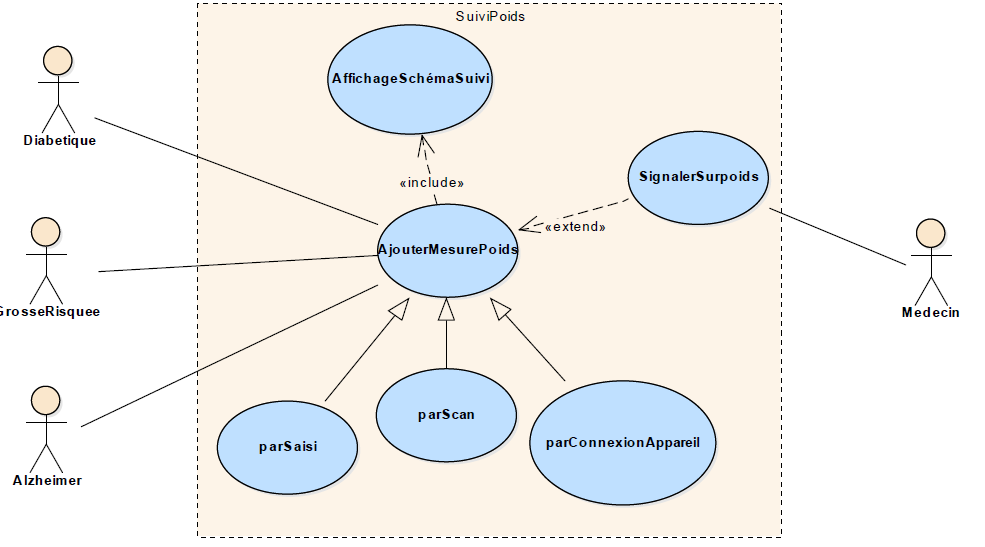 SuiviPoids
AffichageSchémaSuivi
Diabetique
«include»
SignalerSurpoids
«extend»
AjouterMesurePoids
GrosseRisquee
Medecin
parScan
parSaisi
parConnexionAppareil
Alzheimer